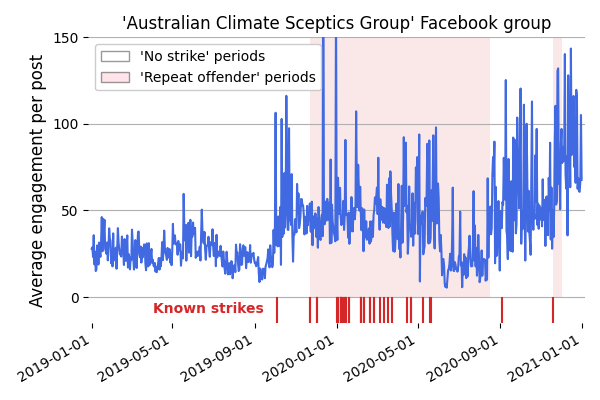 'Australian Climate Sceptics Group' Facebook group
Average engagement per post
150
100
50
0
'No strike' periods
'Repeat offender' periods
Known strikes
2019-01-01
2019-05-01
2019-09-01
2020-01-01
2020-05-01
2020-09-01
2021-01-01